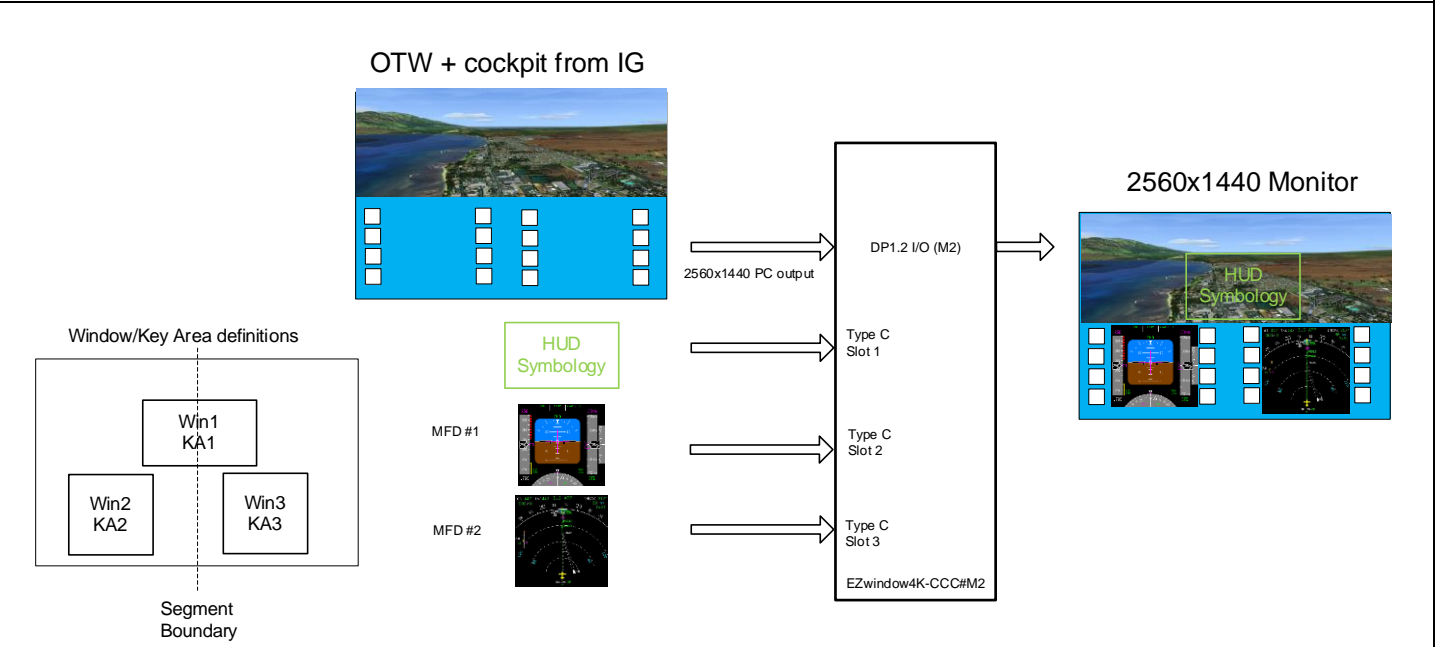 OTW + cockpit from IG
2560x1440 Monitor
DP1.2 I/O (M2)
2560x1440 PC output
HUD
Symbology
Window/Key Area definitions
Type C
Slot 1
HUD
Symbology
Win1
KA1
MFD #1
Type C
Slot 2
Win2
KA2
Win3
KA3
MFD #2
Type C
Slot 3
EZwindow4K-CCC#M2
Segment
Boundary